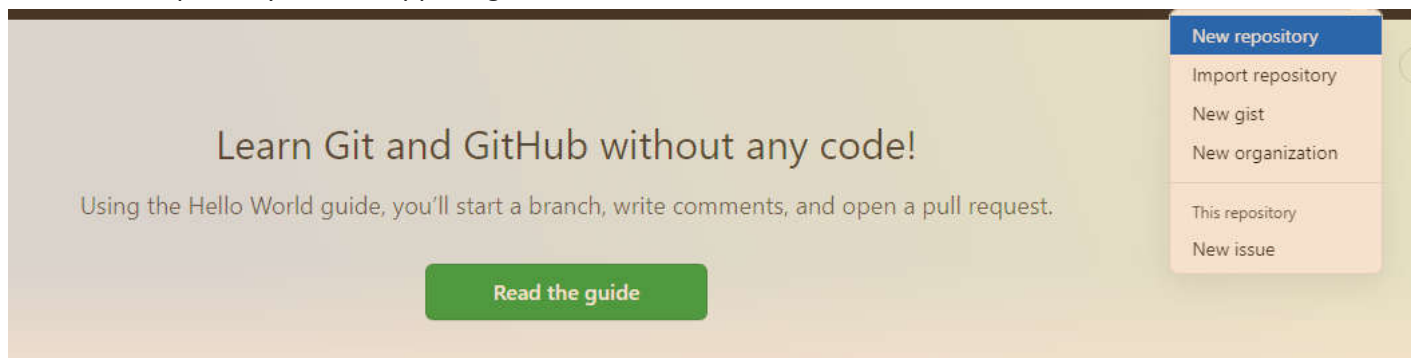 New repository
Import repository
New gist
New organization
This repository
New issue
Learn Git and GitHub without any code!
Using the Hello World guide, you’ll start a branch, write comments, and open a pull request.
Read the guide